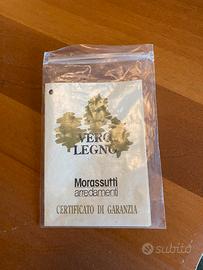 VERO
LEGNO
Morassutti
arredamenti
CERTIFICATO DI GARANZIA
subito